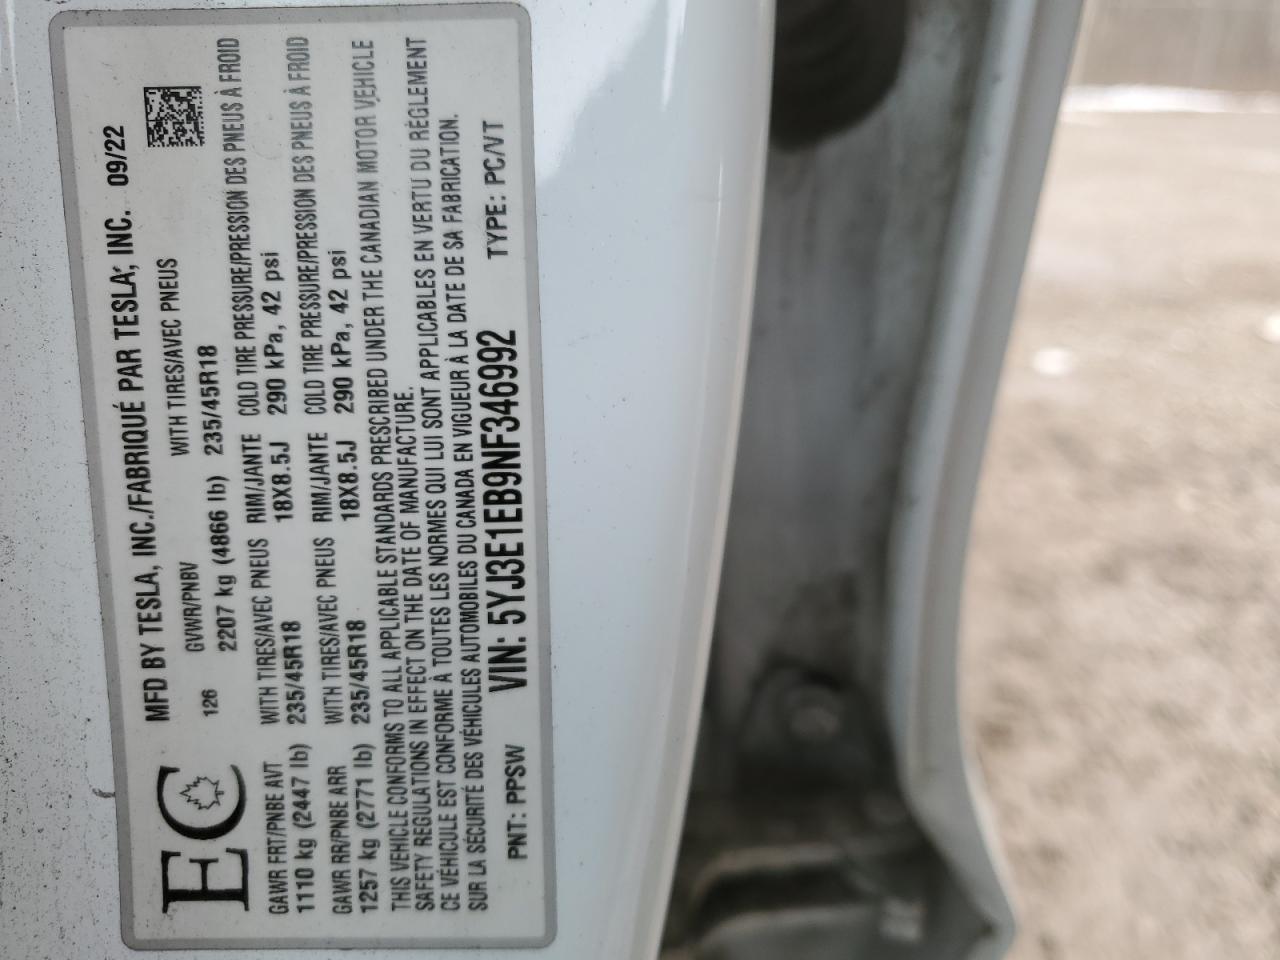 MFD BY TESLA, INC./FABRIQUÉ PAR TESLA, INC. 09/22
EC
126
GVWR/PNBV WITH TIRES/AVEC PNEUS
2207 kg (4866 lb) 235/45R18
GAWR FRT/PNBE AVT WITH TIRES/AVEC PNEUS RIM/JANTE COLD TIRE PRESSURE/PRESSION DES PNEUS À FROID
1110 kg (2447 lb) 235/45R18 18X8.5J 290 kPa, 42 psi
GAWR RR/PNBE ARR WITH TIRES/AVEC PNEUS RIM/JANTE COLD TIRE PRESSURE/PRESSION DES PNEUS À FROID
1257 kg (2771 lb) 235/45R18 18X8.5J 290 kPa, 42 psi
THIS VEHICLE CONFORMS TO ALL APPLICABLE STANDARDS PRESCRIBED UNDER THE CANADIAN MOTOR VEHICLE
SAFETY REGULATIONS IN EFFECT ON THE DATE OF MANUFACTURE.
CE VÉHICULE EST CONFORME À TOUTES LES NORMES QUI LUI SONT APPLICABLES EN VERTU DU RÉGLEMENT
SUR LA SÉCURITÉ DES VÉHICULES AUTOMOBILES DU CANADA EN VIGUEUR À LA DATE DE SA FABRICATION.
PNT: PPSW VIN: 5YJ3E1EB9NF346992 TYPE: PC/VT